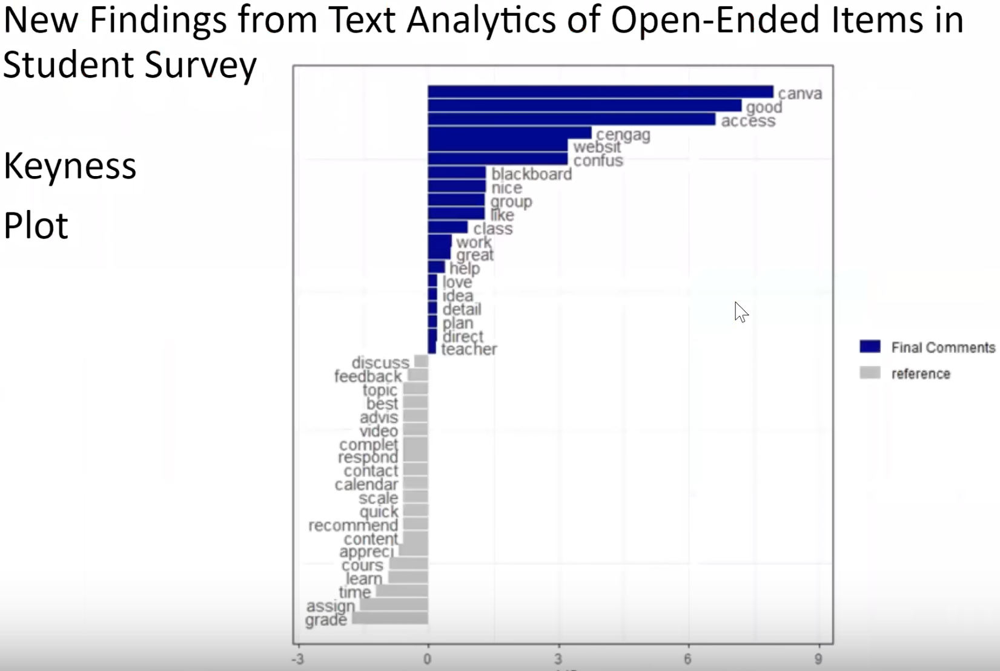 New Findings from Text Analytics of Open-Ended Items in
Student Survey
Keyness
Plot
canva
good
access
cengag
websit
confus
blackboard
nice
group
like
class
work
great
help
love
idea
detail
plan
direct
teacher
discuss
feedback
topic
best
advis
video
complet
respond
contact
calendar
scale
quick
recommend
content
appreci
cours
learn
time
assign
grade
Final Comments
reference
-3 0 3 6 9